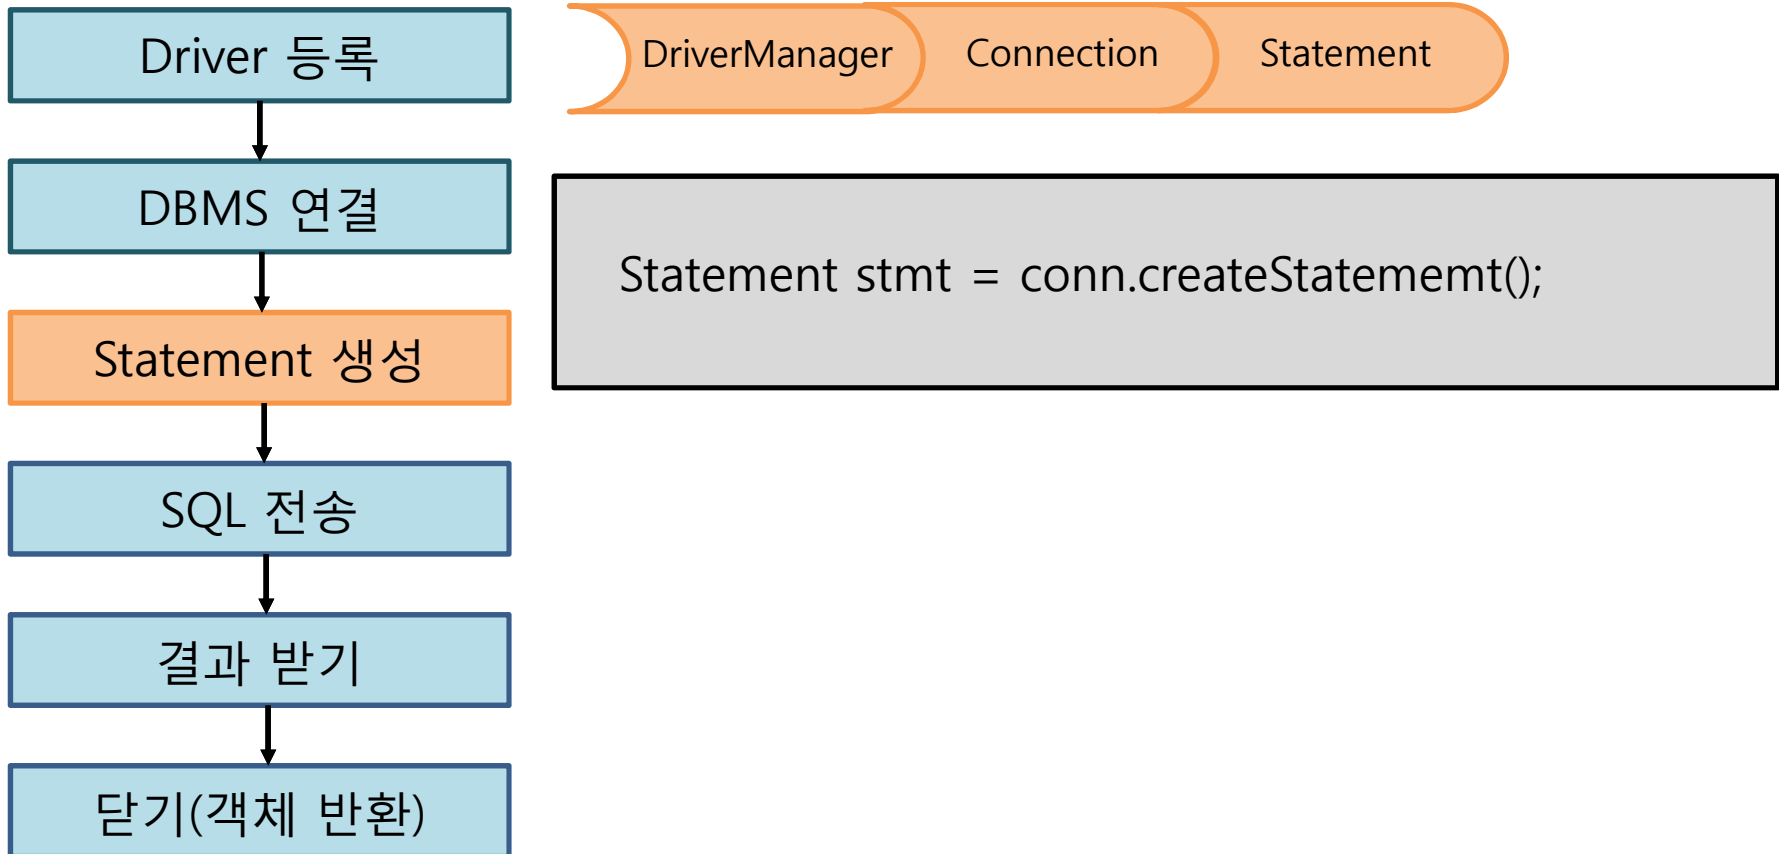 Driver 등록
DriverManager
Connection
Statement
DBMS 연결
Statement stmt = conn.createStatememt();
Statement 생성
SQL 전송
결과 받기
닫기(객체 반환)